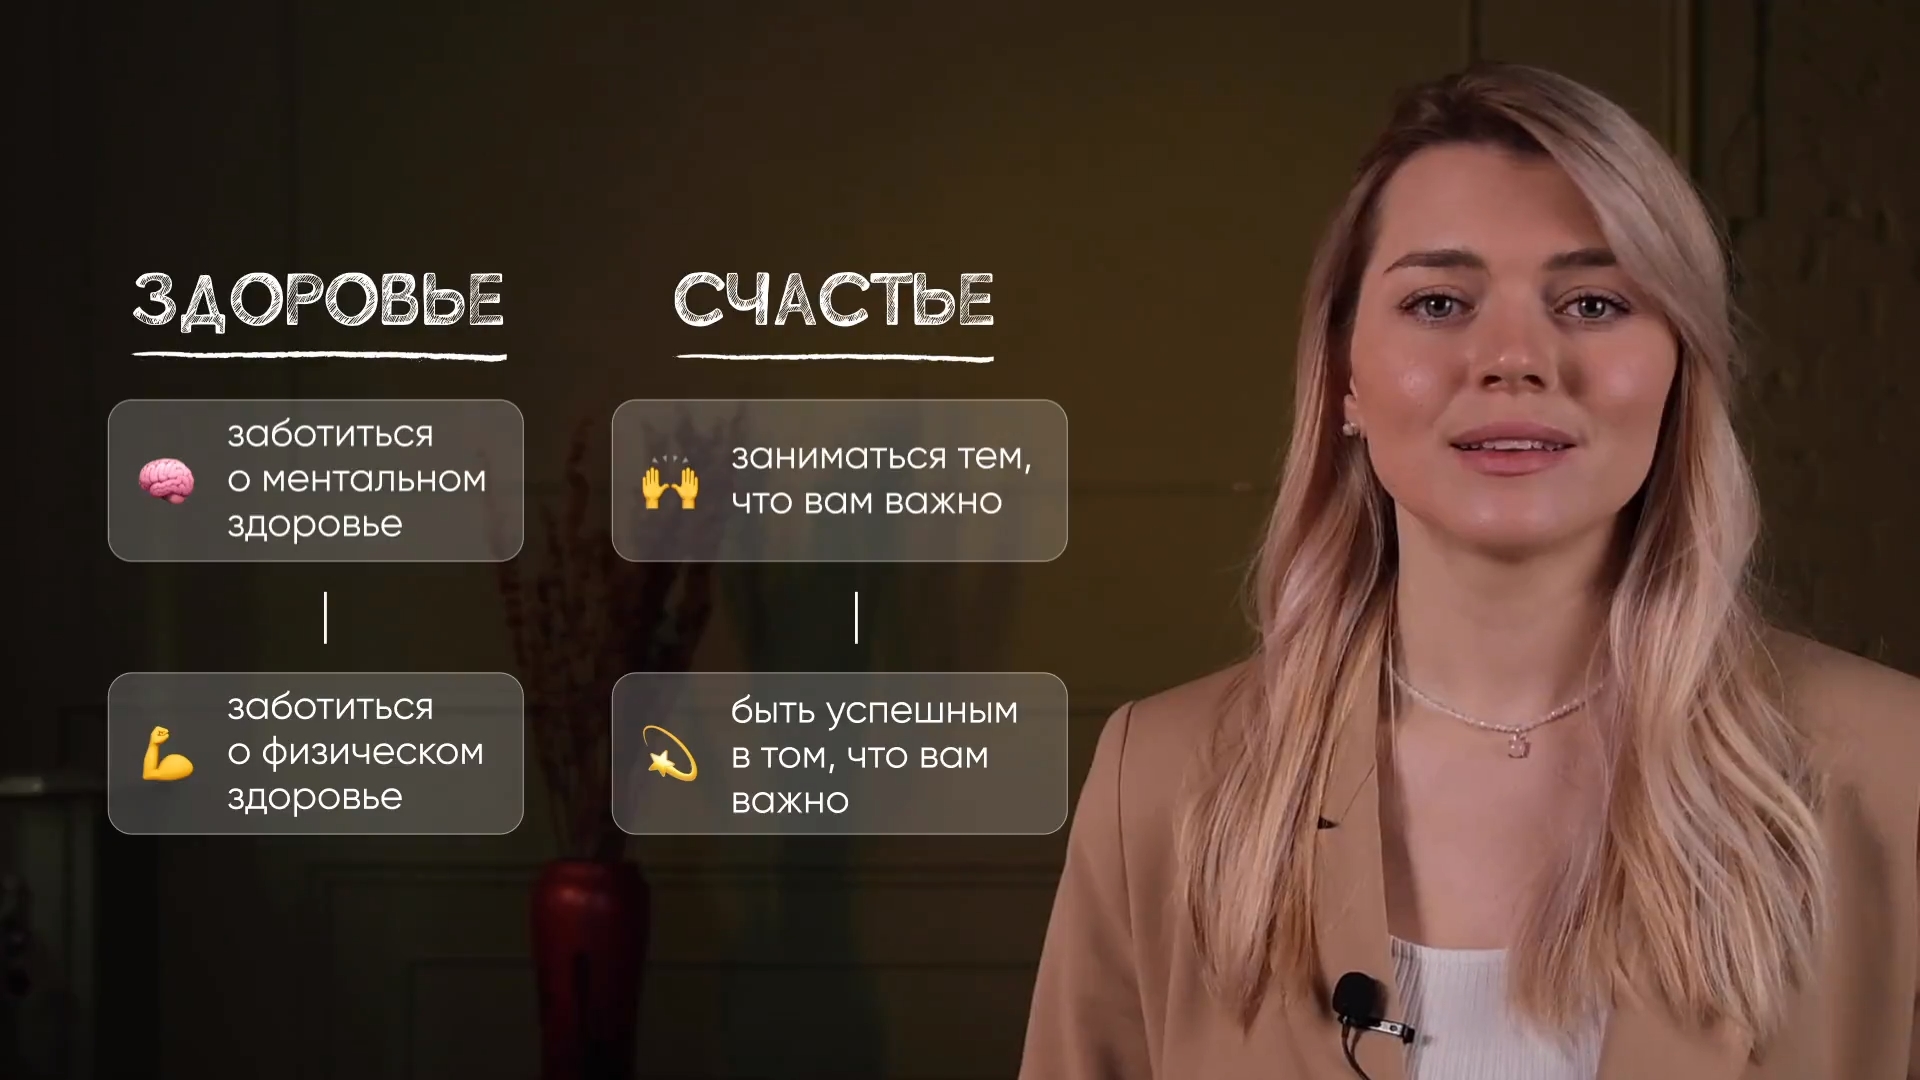 ЗДОРОВЬЕ
заботиться
о ментальном
здоровье
заботиться
о физическом
здоровье
СЧАСТЬЕ
заниматься тем,
что вам важно
быть успешным
в том, что вам
важно